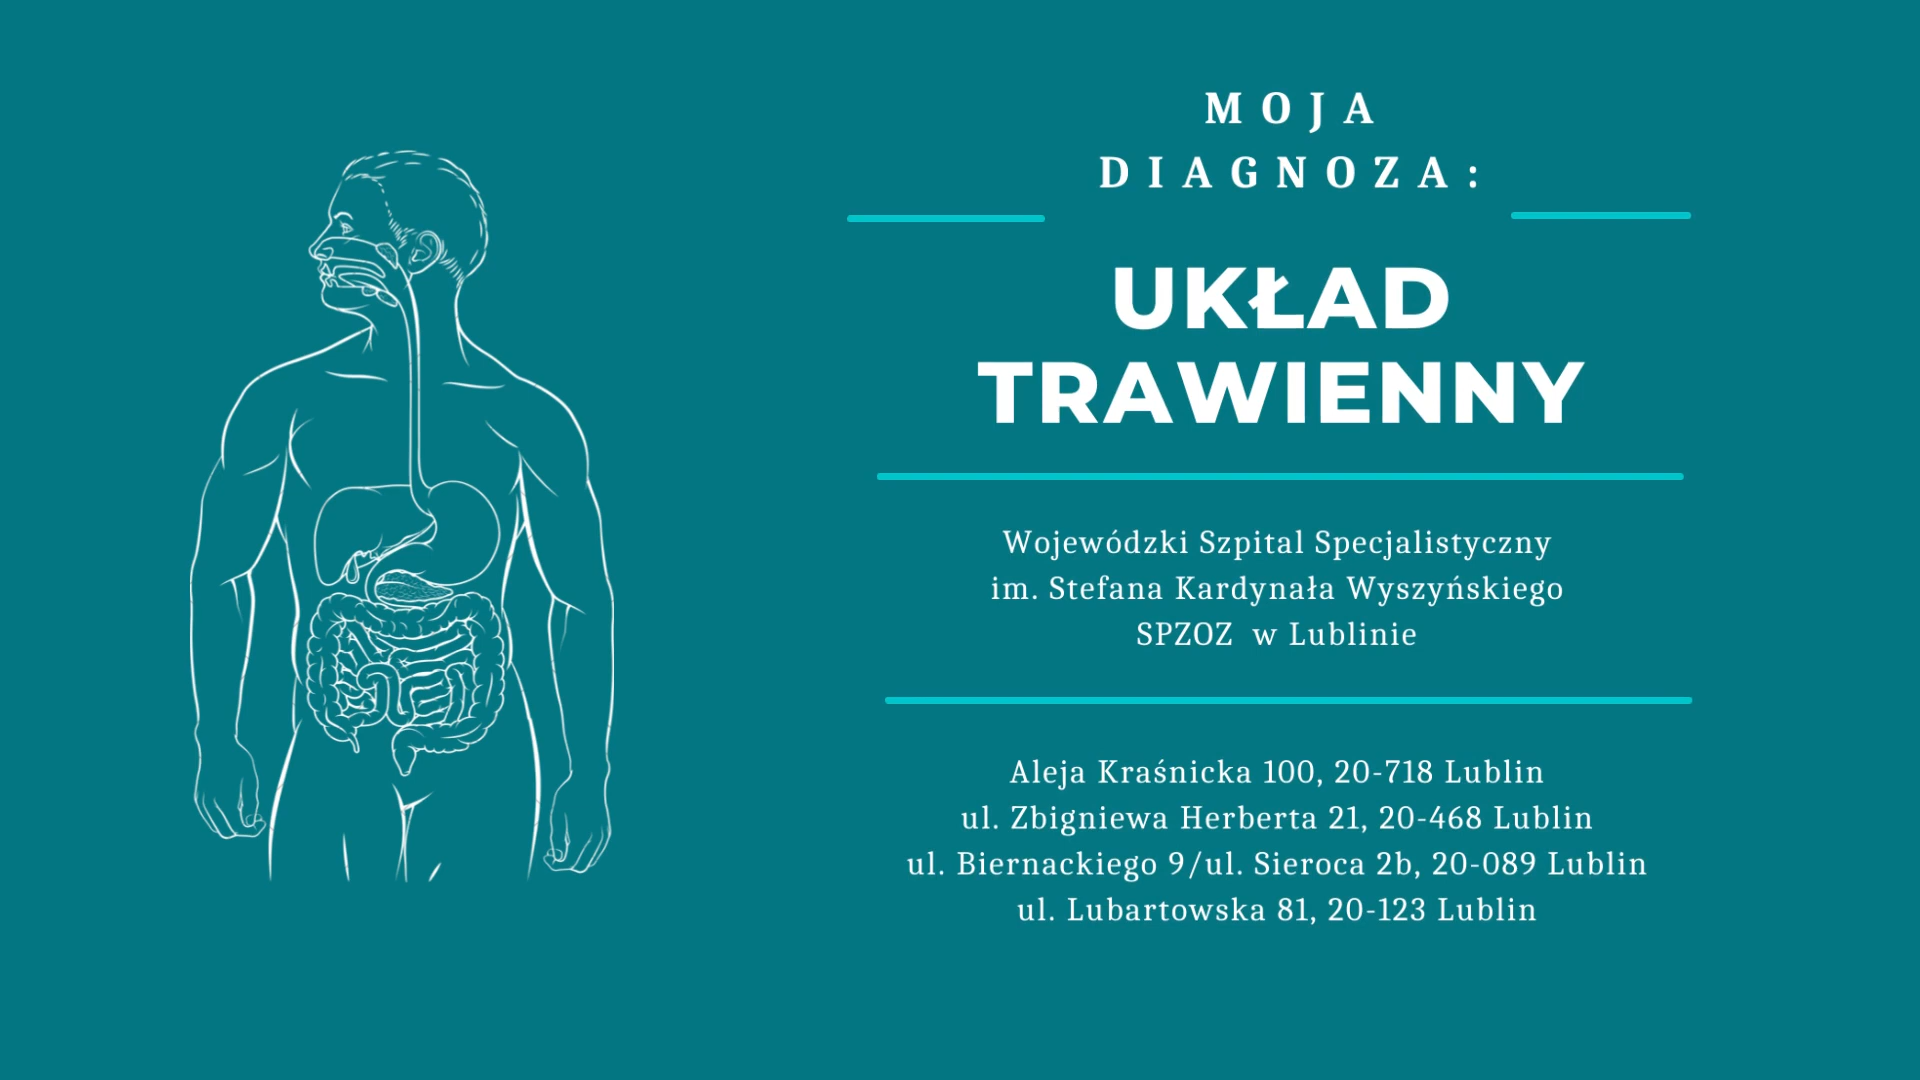 MOJA
DIAGNOZA:
UKŁAD
TRAWIENNY
Wojewódzki Szpital Specjalistyczny
im. Stefana Kardynała Wyszyńskiego
SPZOZ w Lublinie
Aleja Kraśnicka 100, 20-718 Lublin
ul. Zbigniewa Herberta 21, 20-468 Lublin
ul. Biernackiego 9/ul. Sieroca 2b, 20-089 Lublin
ul. Lubartowska 81, 20-123 Lublin